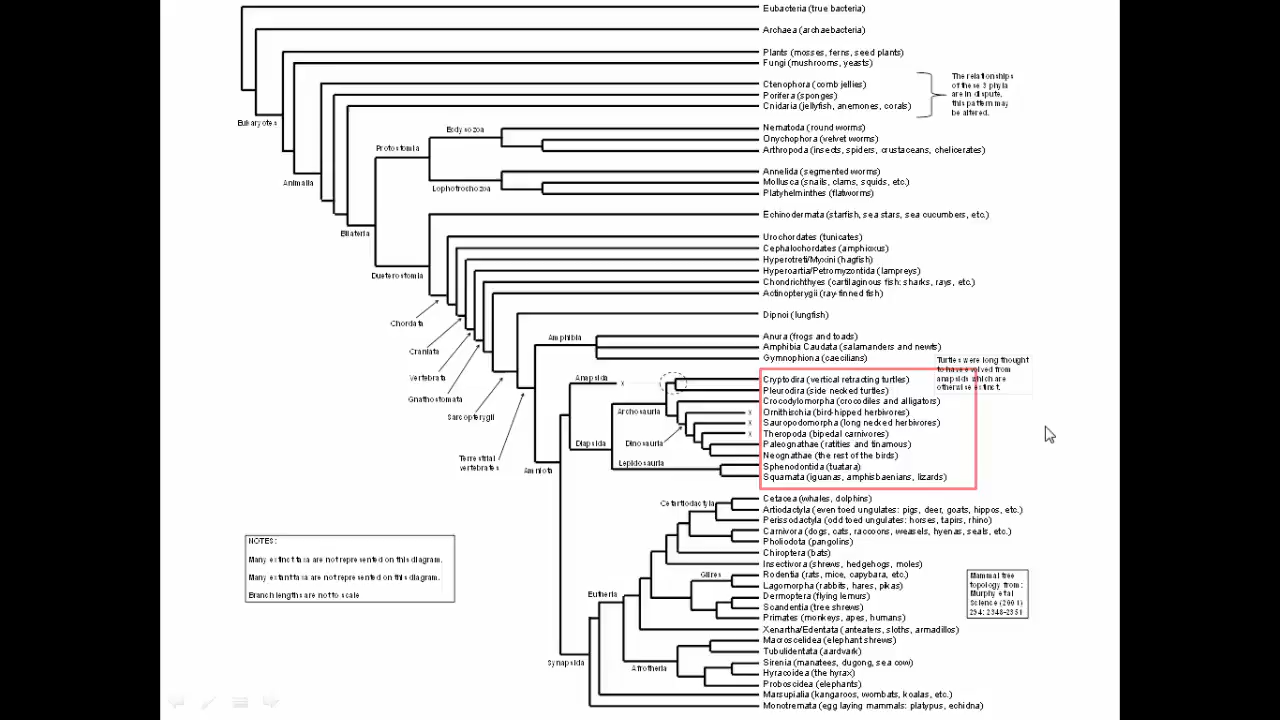 Eubacteria (true bacteria)
Archaea (archaebacteria)
Plants (mosses, ferns, seed plants)
Fungi (mushrooms, yeasts)
Ctenophora (comb jellies)
Porifera (sponges)
Cnidaria (jellyfish, anemones, corals)
The relationships
of these 3 phyla
are in dispute,
this pattern may
be altered.
Eukaryotes
Nematoda (round worms)
Ecdysozoa
Onychophora (velvet worms)
Protostomia
Arthropoda (insects, spiders, crustaceans, chelicerates)
Annelida (segmented worms)
Animalia
Mollusca (snails, clams, squids, etc.)
Lophotrochozoa
Platyhelminthes (flatworms)
Echinodermata (starfish, sea stars, sea cucumbers, etc.)
Bilateria
Urochordates (tunicates)
Cephalochordates (amphioxus)
Hyperotreti/Myxini (hagfish)
Hyperoartia/Petromyzontida (lampreys)
Dueterostomia
Chondrichthyes (cartilaginous fish: sharks, rays, etc.)
Actinopterygii (ray-finned fish)
Dipnoi (lungfish)
Chordata
Anura (frogs and toads)
Amphibia
Amphibia Caudata (salamanders and newts)
Craniata
Gymnophiona (caecilians)
Turtles were long thought
to have evolved from
anapsids which are
otherwise extinct.
Vertebrata
Anapsida x
Cryptodira (vertical retracting turtles)
Pleurodira (side necked turtles)
Gnathostomata
Crocodylomorpha (crocodiles and alligators)
Archosauria
x Ornithischia (bird-hipped herbivores)
Sarcopterygii
x Sauropodomorpha (long necked herbivores)
x Theropoda (bipedal carnivores)
Diapsida
Dinosauria
Paleognathae (ratities and tinamous)
Neognathae (the rest of the birds)
Terrestrial
vertebrates
Lepidosauria
Sphenodontida (tuatara)
Amniota
Squamata (iguanas, amphisbaenians, lizards)
Cetacea (whales, dolphins)
Cetartiodactyla
Artiodactyla (even toed ungulates: pigs, deer, goats, hippos, etc.)
Perissodactyla (odd toed ungulates: horses, tapirs, rhino)
Carnivora (dogs, cats, raccoons, weasels, hyenas, seals, etc.)
Pholiodota (pangolins)
Chiroptera (bats)
Insectivora (shrews, hedgehogs, moles)
Glires
Rodentia (rats, mice, capybara, etc.)
Lagomorpha (rabbits, hares, pikas)
Eutheria
Dermoptera (flying lemurs)
Scandentia (tree shrews)
Primates (monkeys, apes, humans)
Xenartha/Edentata (anteaters, sloths, armadillos)
Macroscelidea (elephant shrews)
Tubulidentata (aardvark)
Synapsida
Sirenia (manatees, dugong, sea cow)
Afrotheria
Hyracoidea (the hyrax)
Proboscidea (elephants)
Marsupialia (kangaroos, wombats, koalas, etc.)
Monotremata (egg laying mammals: platypus, echidna)
NOTES:
Many extinct taxa are not represented on this diagram.
Many extant taxa are not represented on this diagram.
Branch lengths are not to scale
Mammal tree
topology from:
Murphy et al
Science (2001)
294: 2348-2351